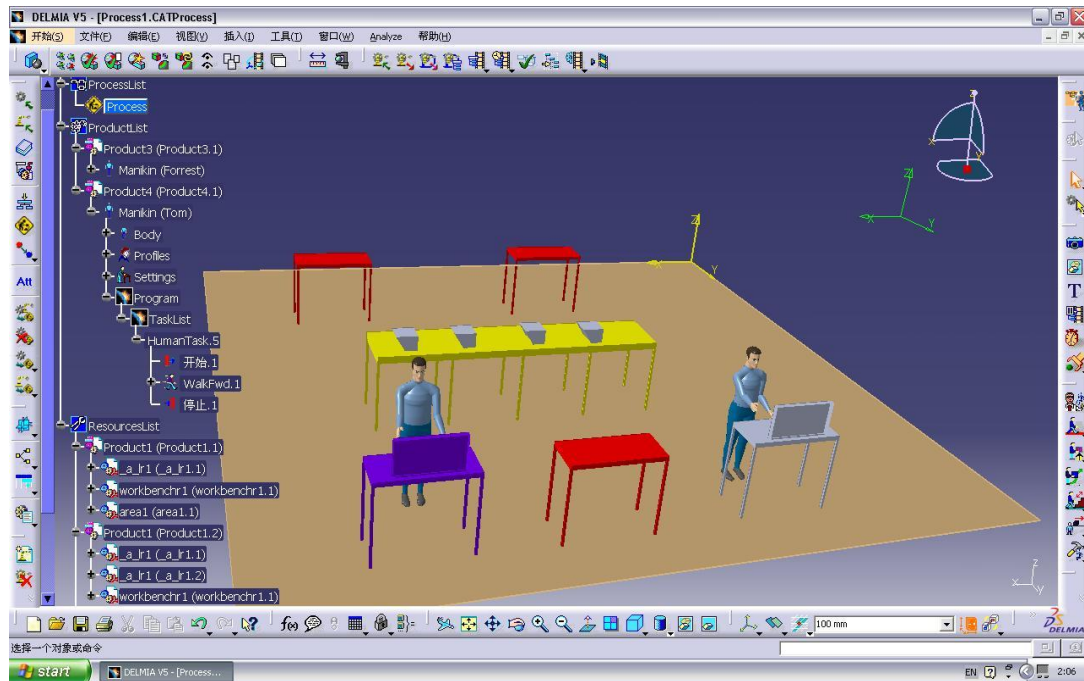 DELMIA V5 - [Process1.CATProcess]
开始(S) 文件(F) 编辑(E) 视图(V) 插入(I) 工具(T) 窗口(W) Analyze 帮助(H)
ProcessList
Process
ProductList
Product3 (Product3.1)
Manikin (Forrest)
Product4 (Product4.1)
Manikin (Tom)
Body
Profiles
Settings
Program
TaskList
HumanTask.5
开始.1
WalkFwd.1
停止.1
ResourcesList
Product1 (Product1.1)
_a_lr1 (_a_lr1.1)
workbenchr1 (workbenchr1.1)
area1 (area1.1)
Product1 (Product1.2)
_a_lr1 (_a_lr1.1)
_a_lr1 (_a_lr1.2)
workbenchr1 (workbenchr1.1)
Att
T
z
x
y
Z
X
Y
Z
Y
Z
X
y
f(x)
100 mm
DS
DELMIA
选择一个对象或命令
start
DELMIA V5 - [Process...
EN
2:06